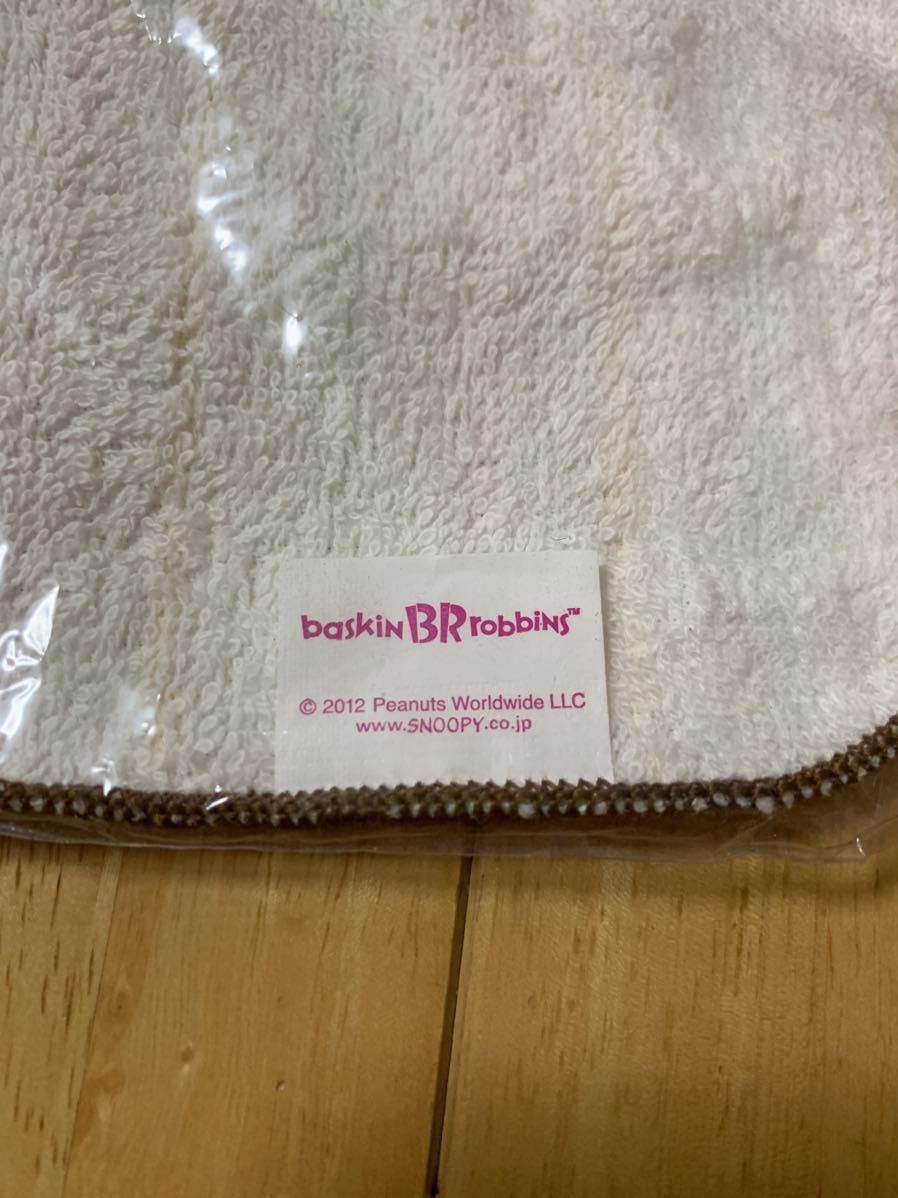 baskin BR robbins™
© 2012 Peanuts Worldwide LLC
www.SNOOPY.co.jp